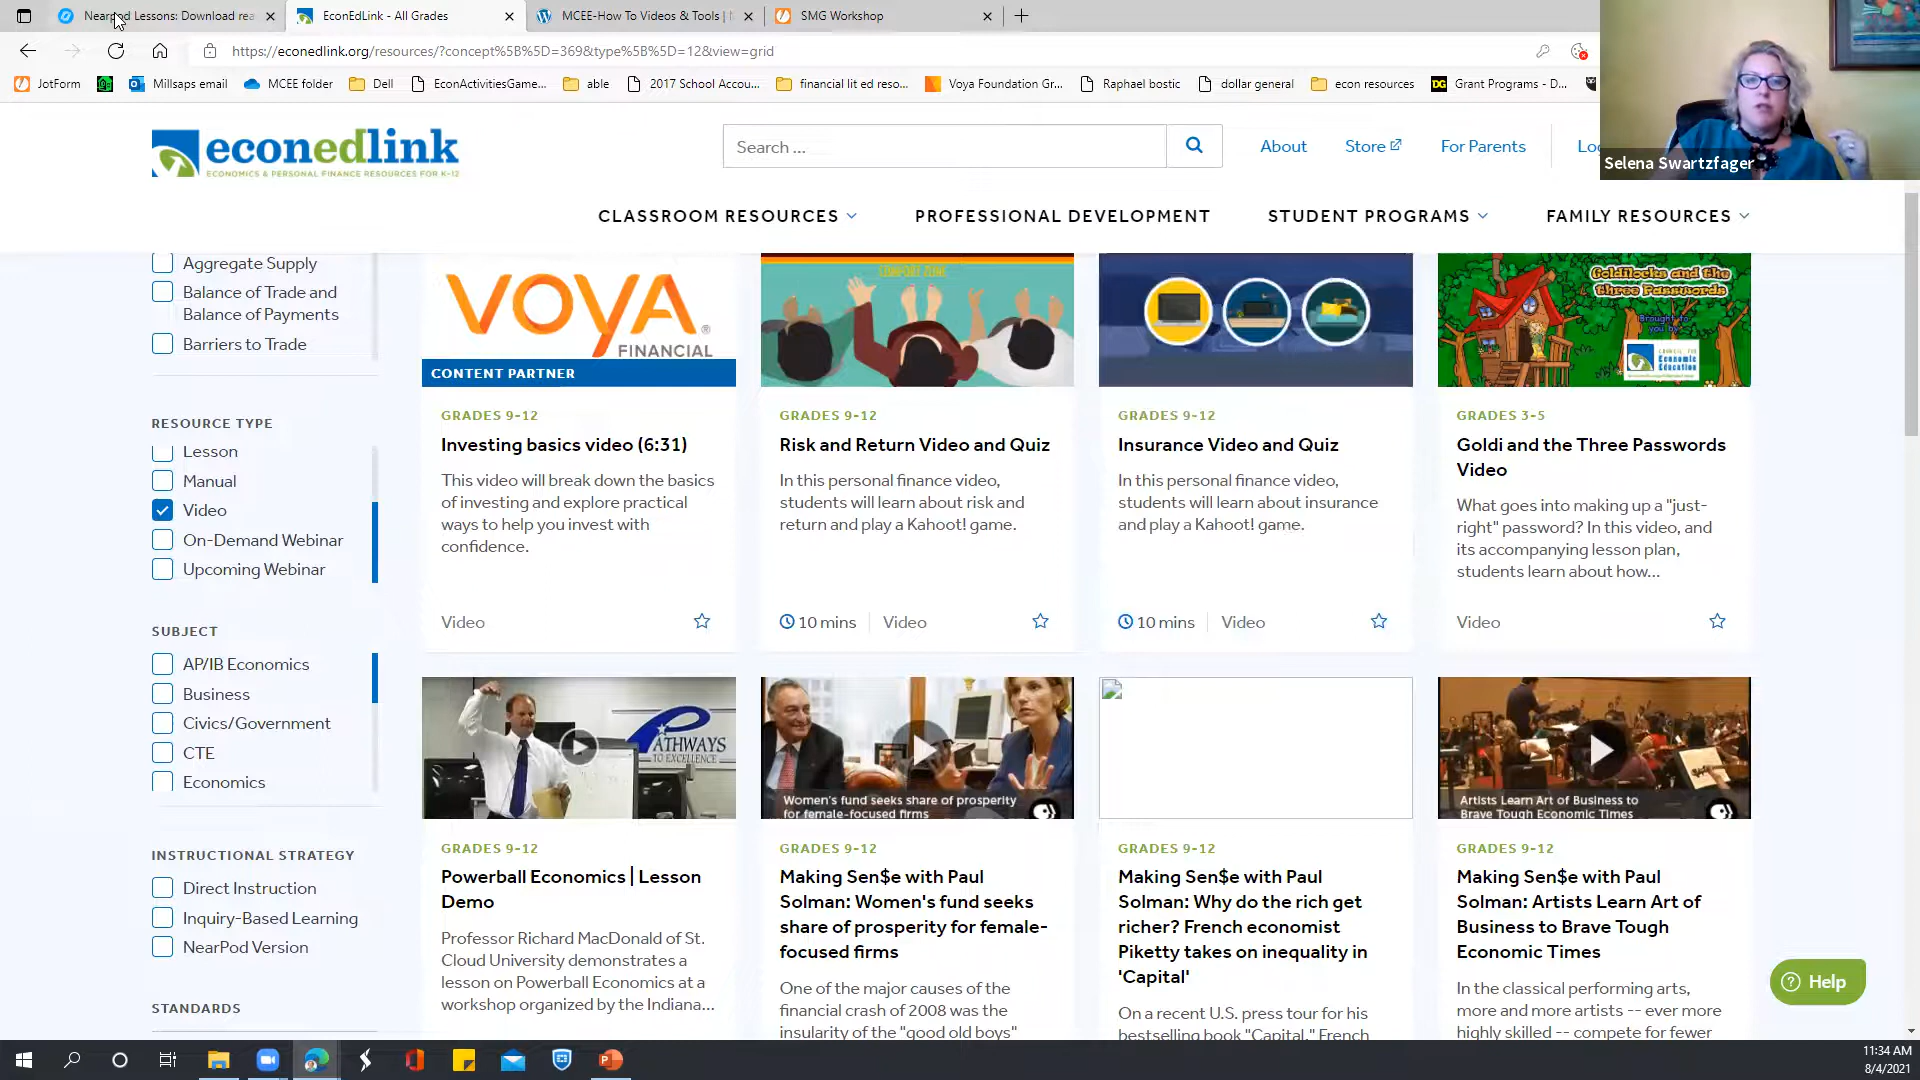 Nearpod Lessons: Download rea
EconEdLink - All Grades
MCEE-How To Videos & Tools |
SMG Workshop
https://econedlink.org/resources/?concept%5B%5D=369&type%5B%5D=12&view=grid
JotForm
Millsaps email
MCEE folder
Dell
EconActivitiesGame...
able
2017 School Accou...
financial lit ed reso...
Voya Foundation Gr...
Raphael bostic
dollar general
econ resources
DG
Grant Programs - D...
Selena Swartzfager
econedlink
ECONOMICS & PERSONAL FINANCE RESOURCES FOR K-12
Search ...
About
Store
For Parents
CLASSROOM RESOURCES
PROFESSIONAL DEVELOPMENT
STUDENT PROGRAMS
FAMILY RESOURCES
Aggregate Supply
Balance of Trade and
Balance of Payments
Barriers to Trade
RESOURCE TYPE
Lesson
Manual
Video
On-Demand Webinar
Upcoming Webinar
SUBJECT
AP/IB Economics
Business
Civics/Government
CTE
Economics
INSTRUCTIONAL STRATEGY
Direct Instruction
Inquiry-Based Learning
NearPod Version
STANDARDS
VOYA
FINANCIAL
CONTENT PARTNER
GRADES 9-12
Investing basics video (6:31)
This video will break down the basics
of investing and explore practical
ways to help you invest with
confidence.
Video
COMFORT ZONE
GRADES 9-12
Risk and Return Video and Quiz
In this personal finance video,
students will learn about risk and
return and play a Kahoot! game.
10 mins
Video
GRADES 9-12
Insurance Video and Quiz
In this personal finance video,
students will learn about insurance
and play a Kahoot! game.
10 mins
Video
Goldilocks and the
three Passwords
Brought to
you by
COUNCIL FOR
Economic
Education
GRADES 3-5
Goldi and the Three Passwords
Video
What goes into making up a "just-
right" password? In this video, and
its accompanying lesson plan,
students learn about how...
Video
PATHWAYS
TO EXCELLENCE
GRADES 9-12
Powerball Economics | Lesson
Demo
Professor Richard MacDonald of St.
Cloud University demonstrates a
lesson on Powerball Economics at a
workshop organized by the Indiana...
Women's fund seeks share of prosperity
for female-focused firms
GRADES 9-12
Making Sen$e with Paul
Solman: Women's fund seeks
share of prosperity for female-
focused firms
One of the major causes of the
financial crash of 2008 was the
insularity of the "good old boys"
GRADES 9-12
Making Sen$e with Paul
Solman: Why do the rich get
richer? French economist
Piketty takes on inequality in
'Capital'
On a recent U.S. press tour for his
bestselling book "Capital," French
Artists Learn Art of Business to
Brave Tough Economic Times
GRADES 9-12
Making Sen$e with Paul
Solman: Artists Learn Art of
Business to Brave Tough
Economic Times
In the classical performing arts,
more and more artists -- ever more
highly skilled -- compete for fewer
Help
11:34 AM
8/4/2021